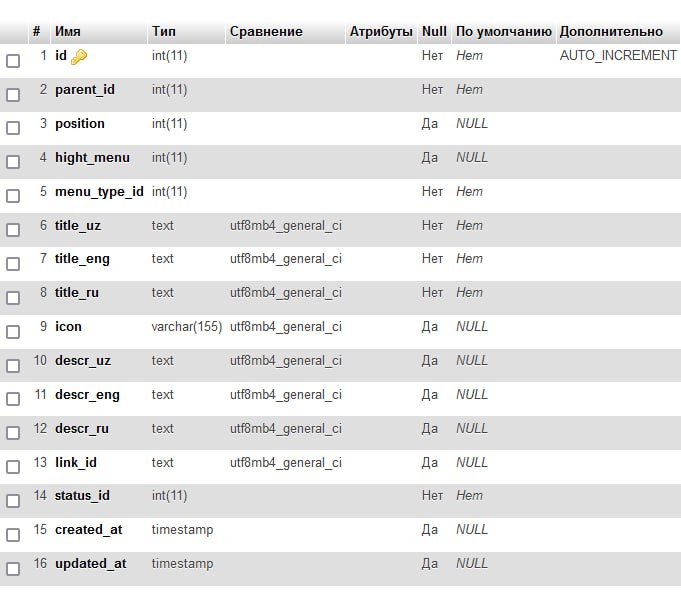 # Имя Тип Сравнение Атрибуты Null По умолчанию Дополнительно
1 id int(11) Нет Нет AUTO_INCREMENT
2 parent_id int(11) Нет Нет
3 position int(11) Да NULL
4 hight_menu int(11) Да NULL
5 menu_type_id int(11) Нет Нет
6 title_uz text utf8mb4_general_ci Нет Нет
7 title_eng text utf8mb4_general_ci Нет Нет
8 title_ru text utf8mb4_general_ci Нет Нет
9 icon varchar(155) utf8mb4_general_ci Да NULL
10 descr_uz text utf8mb4_general_ci Да NULL
11 descr_eng text utf8mb4_general_ci Да NULL
12 descr_ru text utf8mb4_general_ci Да NULL
13 link_id text utf8mb4_general_ci Да NULL
14 status_id int(11) Нет Нет
15 created_at timestamp Да NULL
16 updated_at timestamp Да NULL